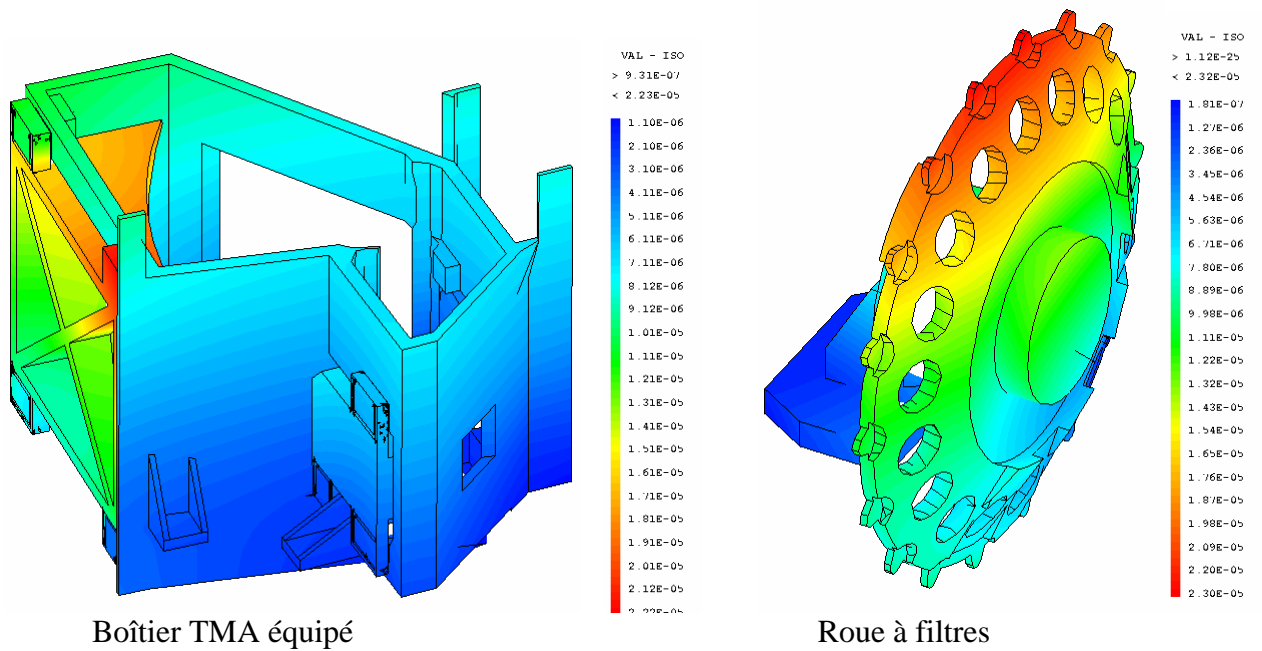 VAL - ISO
> 9.31E-07
< 2.23E-05
1.10E-06
2.10E-06
3.10E-06
4.11E-06
5.11E-06
6.11E-06
7.11E-06
8.12E-06
9.12E-06
1.01E-05
1.11E-05
1.21E-05
1.31E-05
1.41E-05
1.51E-05
1.61E-05
1.71E-05
1.81E-05
1.91E-05
2.01E-05
2.12E-05
2.22E-05
VAL - ISO
> 1.12E-25
< 2.32E-05
1.81E-07
1.27E-06
2.36E-06
3.45E-06
4.54E-06
5.63E-06
6.71E-06
7.80E-06
8.89E-06
9.98E-06
1.11E-05
1.22E-05
1.32E-05
1.43E-05
1.54E-05
1.65E-05
1.76E-05
1.87E-05
1.98E-05
2.09E-05
2.20E-05
2.30E-05
Boîtier TMA équipé
Roue à filtres